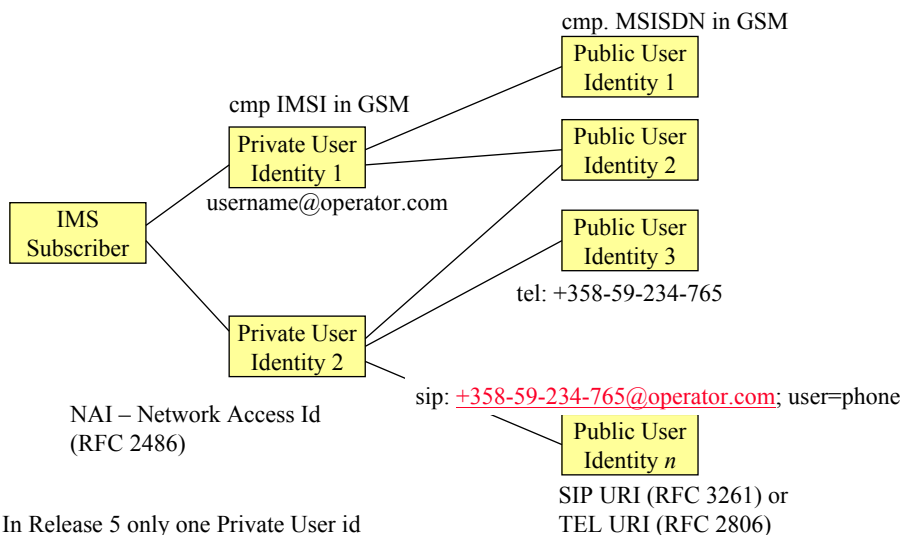 cmp. MSISDN in GSM
Public User
Identity 1
cmp IMSI in GSM
Private User
Identity 1
username@operator.com
Public User
Identity 2
IMS
Subscriber
Public User
Identity 3
tel: +358-59-234-765
Private User
Identity 2
sip: +358-59-234-765@operator.com; user=phone
NAI – Network Access Id
(RFC 2486)
Public User
Identity n
SIP URI (RFC 3261) or
TEL URI (RFC 2806)
In Release 5 only one Private User id